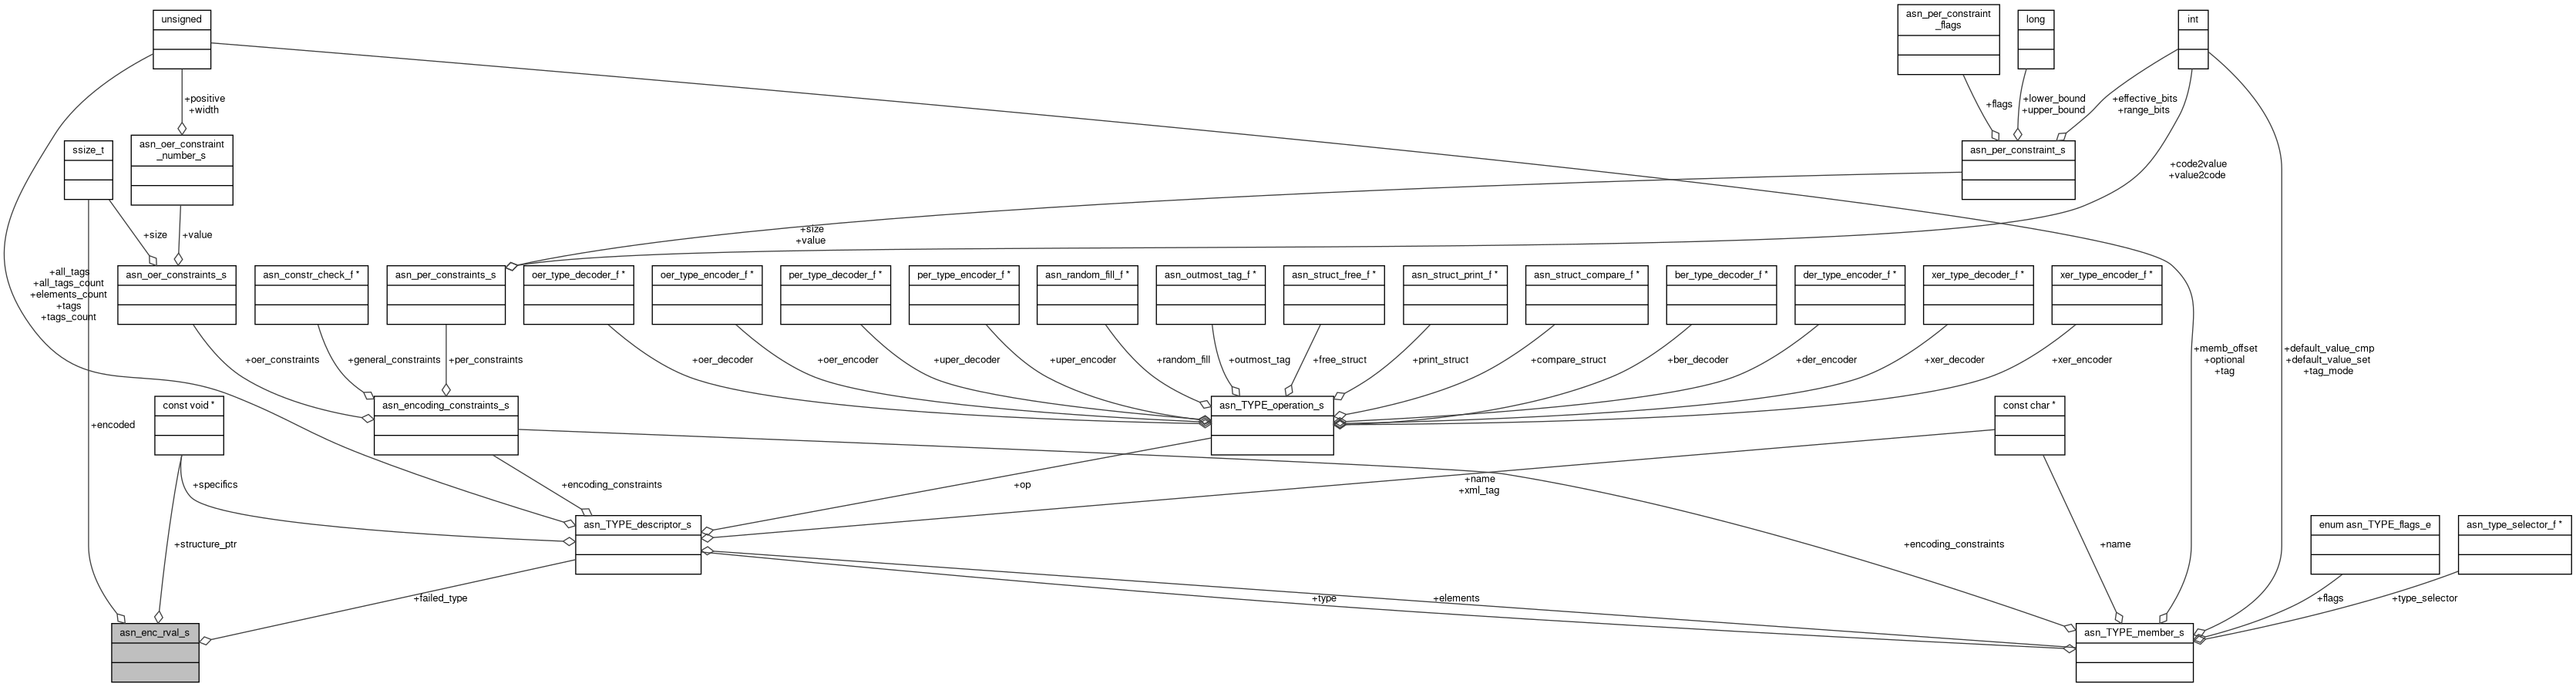 unsigned
asn_per_constraint
_flags
long
int
+positive
+width
+flags
+lower_bound
+upper_bound
+effective_bits
+range_bits
ssize_t
asn_oer_constraint
_number_s
asn_per_constraint_s
+code2value
+value2code
+size
+value
+size
+value
+all_tags
+all_tags_count
+elements_count
+tags
+tags_count
asn_oer_constraints_s
asn_constr_check_f *
asn_per_constraints_s
oer_type_decoder_f *
oer_type_encoder_f *
per_type_decoder_f *
per_type_encoder_f *
asn_random_fill_f *
asn_outmost_tag_f *
asn_struct_free_f *
asn_struct_print_f *
asn_struct_compare_f *
ber_type_decoder_f *
der_type_encoder_f *
xer_type_decoder_f *
xer_type_encoder_f *
+oer_constraints
+general_constraints
+per_constraints
+oer_decoder
+oer_encoder
+uper_decoder
+uper_encoder
+random_fill
+outmost_tag
+free_struct
+print_struct
+compare_struct
+ber_decoder
+der_encoder
+xer_decoder
+xer_encoder
+memb_offset
+optional
+tag
+default_value_cmp
+default_value_set
+tag_mode
+encoded
const void *
asn_encoding_constraints_s
asn_TYPE_operation_s
const char *
+specifics
+encoding_constraints
+op
+name
+xml_tag
asn_TYPE_descriptor_s
enum asn_TYPE_flags_e
asn_type_selector_f *
+structure_ptr
+encoding_constraints
+name
+failed_type
+type
+elements
+flags
+type_selector
asn_enc_rval_s
asn_TYPE_member_s